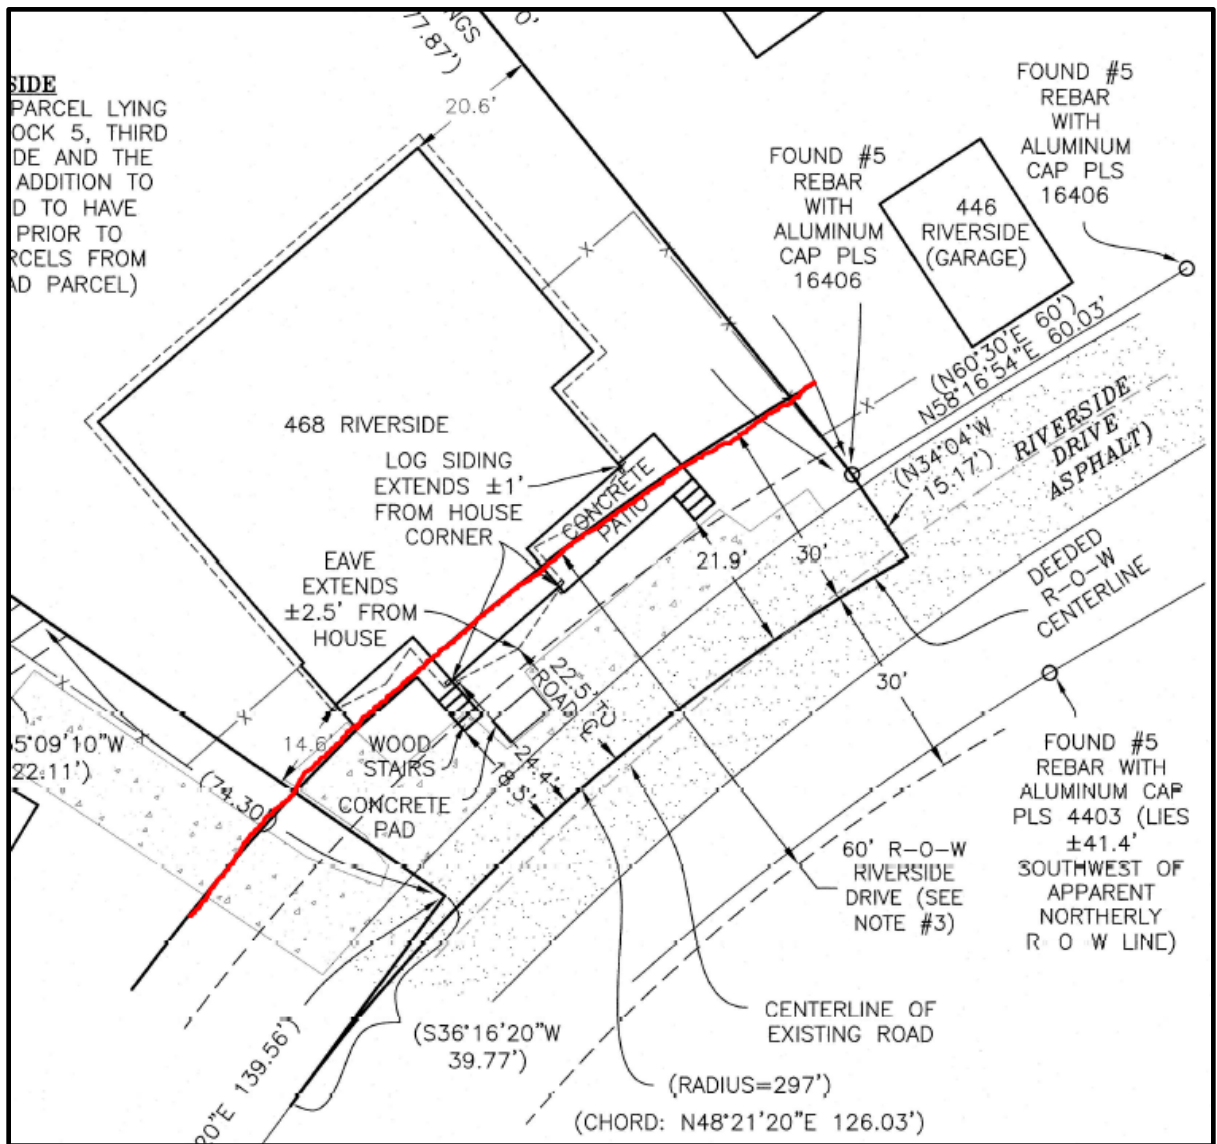 NGS
0'
77.87')
SIDE
PARCEL LYING
OCK 5, THIRD
DE AND THE
ADDITION TO
D TO HAVE
PRIOR TO
RCELS FROM
AD PARCEL)
20.6'
FOUND #5
REBAR
WITH
ALUMINUM
CAP PLS
16406
FOUND #5
REBAR
WITH
ALUMINUM
CAP PLS
16406
446
RIVERSIDE
(GARAGE)
(N60°30'E 60')
N58°16'54"E 60.03'
RIVERSIDE
DRIVE
ASPHALT)
(N34°04'W
15.17')
468 RIVERSIDE
LOG SIDING
EXTENDS ±1'
FROM HOUSE
CORNER
CONCRETE
PATIO
EAVE
EXTENDS
±2.5' FROM
HOUSE
21.9'
30'
DEEDED
R-O-W
CENTERLINE
22.5' TO
ROAD ℄
30'
14.6'
WOOD
STAIRS
24.4'
18.5'
CONCRETE
PAD
5°09'10"W
22.11')
(74.30')
60' R-O-W
RIVERSIDE
DRIVE (SEE
NOTE #3)
FOUND #5
REBAR WITH
ALUMINUM CAP
PLS 4403 (LIES
±41.4'
SOUTHWEST OF
APPARENT
NORTHERLY
R O W LINE)
CENTERLINE OF
EXISTING ROAD
(S36°16'20"W
39.77')
20"E 139.56')
(RADIUS=297')
(CHORD: N48°21'20"E 126.03')
X
X
X
X
X
X
X